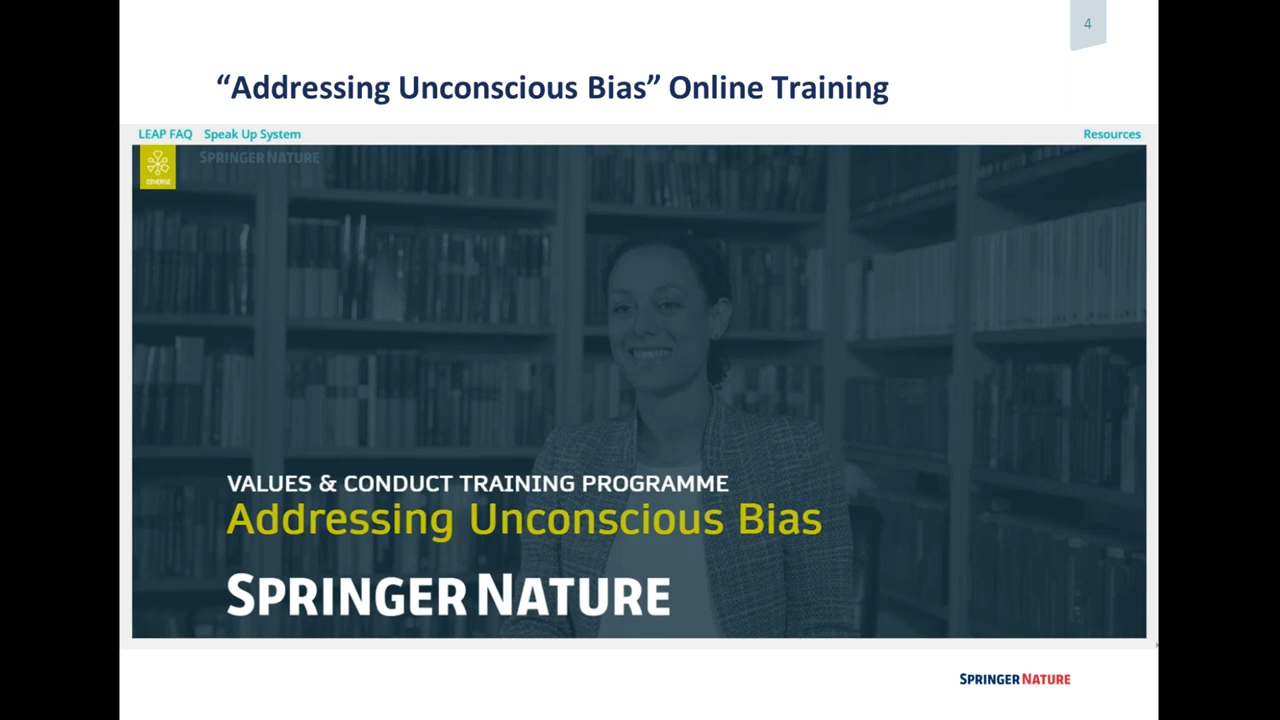 4
“Addressing Unconscious Bias” Online Training
LEAP FAQ Speak Up System Resources
DIVERSE
SPRINGER NATURE
VALUES & CONDUCT TRAINING PROGRAMME
Addressing Unconscious Bias
SPRINGER NATURE
SPRINGER NATURE